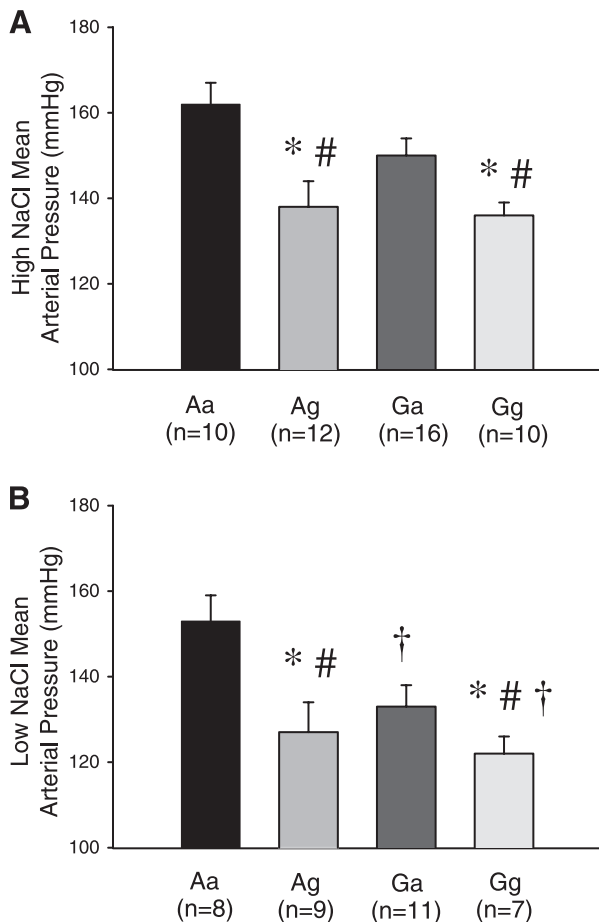 A
High NaCl Mean
Arterial Pressure (mmHg)
180
160
140
120
100
* #
* #
Aa
(n=10)
Ag
(n=12)
Ga
(n=16)
Gg
(n=10)
B
Low NaCl Mean
Arterial Pressure (mmHg)
180
160
140
120
100
* #
†
* # †
Aa
(n=8)
Ag
(n=9)
Ga
(n=11)
Gg
(n=7)